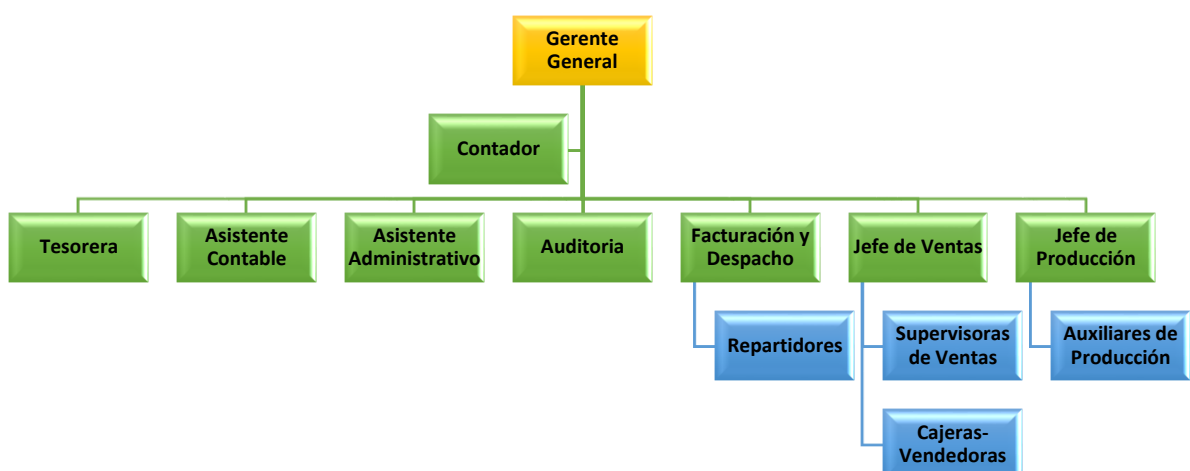 Gerente
General
Contador
Tesorera
Asistente
Contable
Asistente
Administrativo
Auditoria
Facturación y
Despacho
Jefe de Ventas
Jefe de
Producción
Repartidores
Supervisoras
de Ventas
Auxiliares de
Producción
Cajeras-
Vendedoras